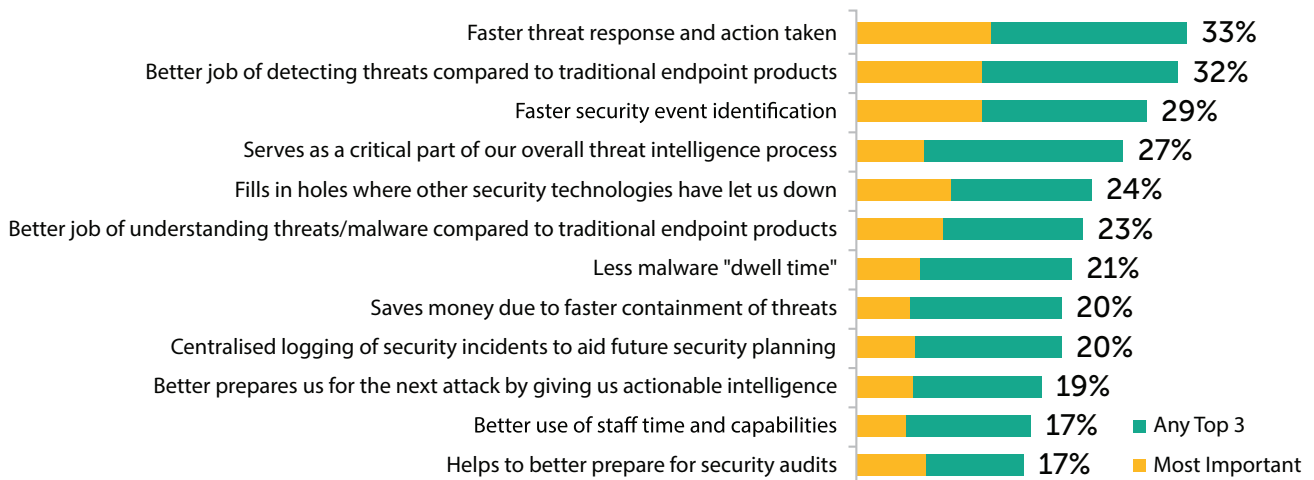 Faster threat response and action taken 33%
Better job of detecting threats compared to traditional endpoint products 32%
Faster security event identification 29%
Serves as a critical part of our overall threat intelligence process 27%
Fills in holes where other security technologies have let us down 24%
Better job of understanding threats/malware compared to traditional endpoint products 23%
Less malware "dwell time" 21%
Saves money due to faster containment of threats 20%
Centralised logging of security incidents to aid future security planning 20%
Better prepares us for the next attack by giving us actionable intelligence 19%
Better use of staff time and capabilities 17% Any Top 3
Helps to better prepare for security audits 17% Most Important